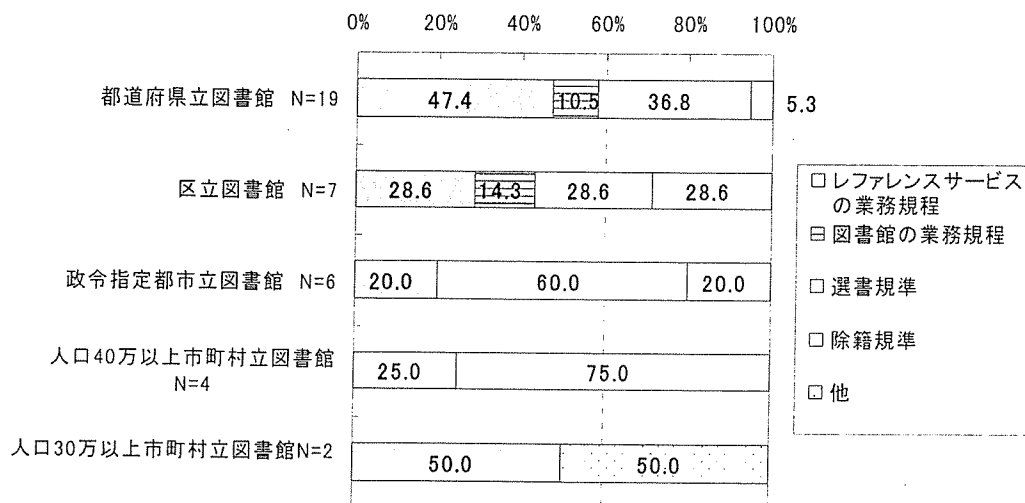 0% 20% 40% 60% 80% 100%
都道府県立図書館 N=19 47.4 10.5 36.8 5.3
区立図書館 N=7 28.6 14.3 28.6 28.6
政令指定都市立図書館 N=6 20.0 60.0 20.0
人口40万以上市町村立図書館
N=4
25.0 75.0
人口30万以上市町村立図書館N=2 50.0 50.0
レファレンスサービス
の業務規程
図書館の業務規程
選書規準
除籍規準
他